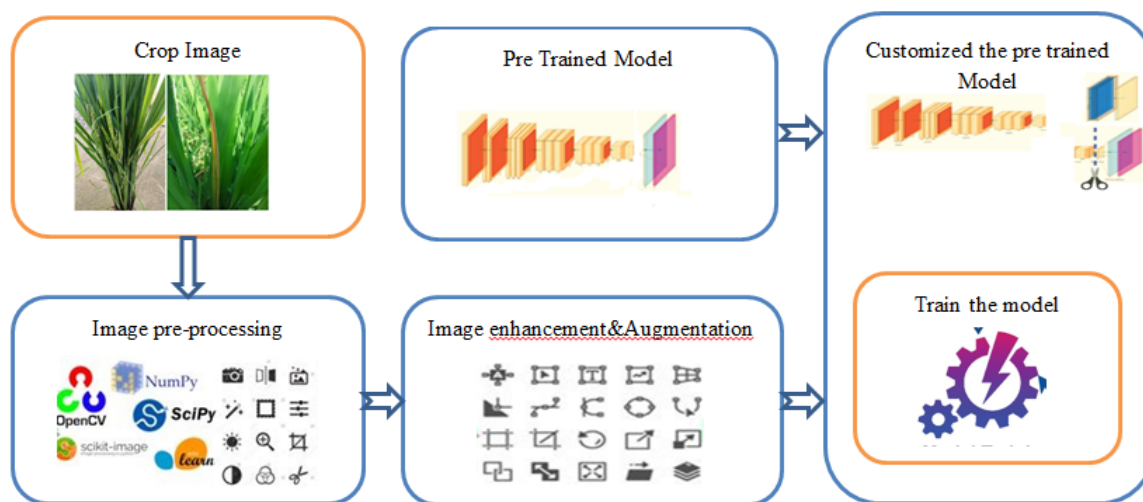 Crop Image
Pre Trained Model
Customized the pre trained
Model
Image pre-processing
OpenCV
NumPy
SciPy
scikit-image
learn
Image enhancement&Augmentation
T
Train the model